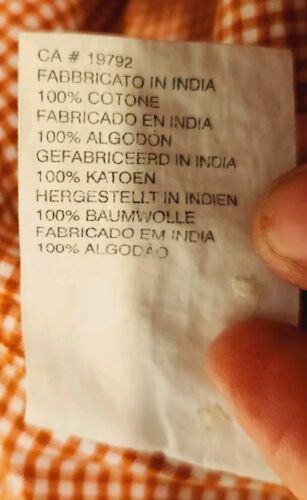 CA # 19792
FABBRICATO IN INDIA
100% COTONE
FABRICADO EN INDIA
100% ALGODÓN
GEFABRICEERD IN INDIA
100% KATOEN
HERGESTELLT IN INDIEN
100% BAUMWOLLE
FABRICADO EM INDIA
100% ALGODÃO